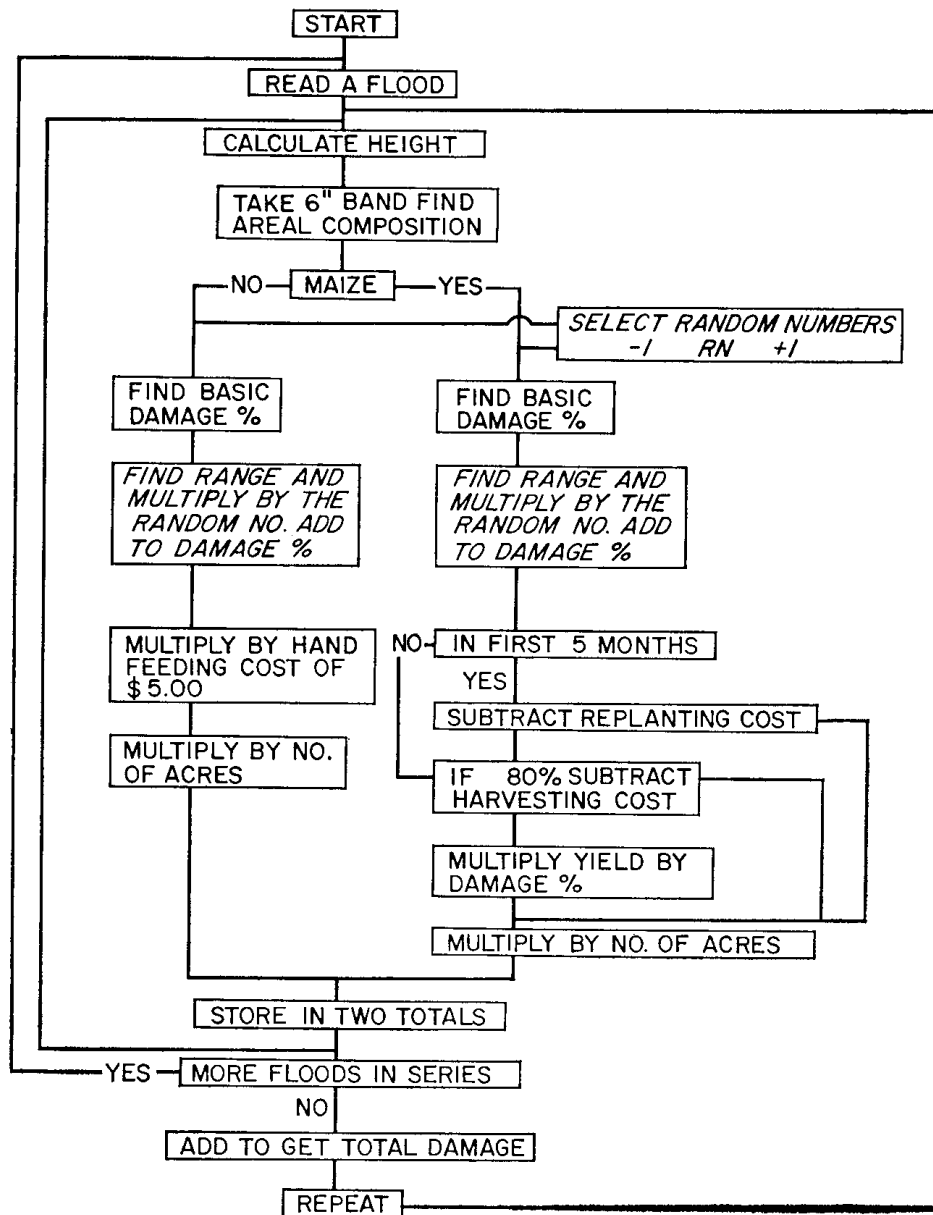 START
READ A FLOOD
CALCULATE HEIGHT
TAKE 6" BAND FIND
AREAL COMPOSITION
NO
MAIZE
YES
SELECT RANDOM NUMBERS
-1 RN +1
FIND BASIC
DAMAGE %
FIND RANGE AND
MULTIPLY BY THE
RANDOM NO. ADD
TO DAMAGE %
MULTIPLY BY HAND
FEEDING COST OF
$5.00
MULTIPLY BY NO.
OF ACRES
FIND BASIC
DAMAGE %
FIND RANGE AND
MULTIPLY BY THE
RANDOM NO. ADD
TO DAMAGE %
NO
IN FIRST 5 MONTHS
YES
SUBTRACT REPLANTING COST
IF 80% SUBTRACT
HARVESTING COST
MULTIPLY YIELD BY
DAMAGE %
MULTIPLY BY NO. OF ACRES
STORE IN TWO TOTALS
YES
MORE FLOODS IN SERIES
NO
ADD TO GET TOTAL DAMAGE
REPEAT